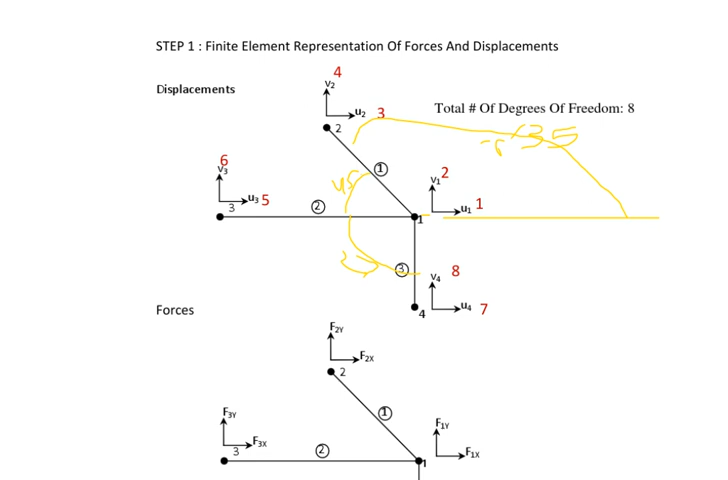 STEP 1 : Finite Element Representation Of Forces And Displacements
4
Displacements
V2
Total # Of Degrees Of Freedom: 8
u2 3
2
135
6
V3
1
2
V1
45
u3 5
3
2
u1 1
1
3
V4 8
u4 7
4
Forces
F2Y
F2X
2
F3Y
1
F1Y
F3X
3
2
F1X
1